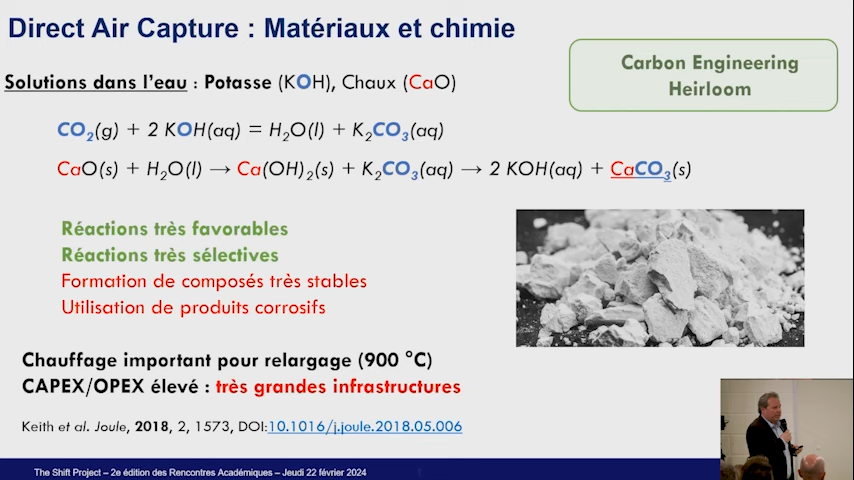 Direct Air Capture : Matériaux et chimie
Carbon Engineering
Heirloom
Solutions dans l'eau : Potasse (KOH), Chaux (CaO)
CO₂(g) + 2 KOH(aq) = H₂O(l) + K₂CO₃(aq)
CaO(s) + H₂O(l) → Ca(OH)₂(s) + K₂CO₃(aq) → 2 KOH(aq) + CaCO₃(s)
Réactions très favorables
Réactions très sélectives
Formation de composés très stables
Utilisation de produits corrosifs
Chauffage important pour relargage (900 °C)
CAPEX/OPEX élevé : très grandes infrastructures
Keith et al. Joule, 2018, 2, 1573, DOI:10.1016/j.joule.2018.05.006
The Shift Project – 2e édition des Rencontres Académiques – Jeudi 22 février 2024